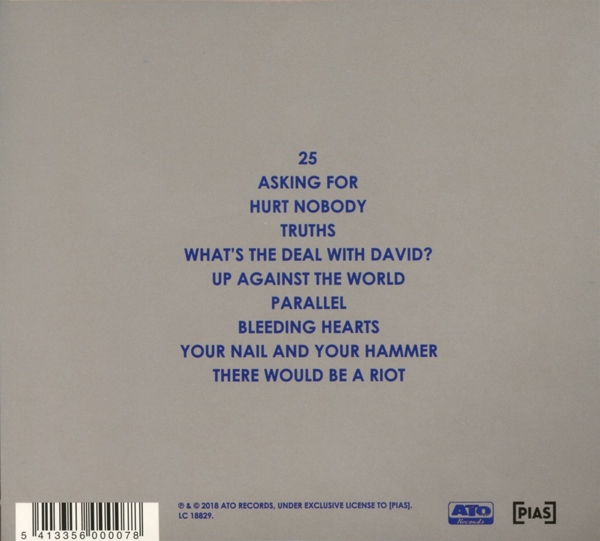 25
ASKING FOR
HURT NOBODY
TRUTHS
WHAT'S THE DEAL WITH DAVID?
UP AGAINST THE WORLD
PARALLEL
BLEEDING HEARTS
YOUR NAIL AND YOUR HAMMER
THERE WOULD BE A RIOT
℗ & © 2018 ATO RECORDS, UNDER EXCLUSIVE LICENSE TO [PIAS].
LC 18829.
5 413356 000078
ATO
Records
[PIAS]